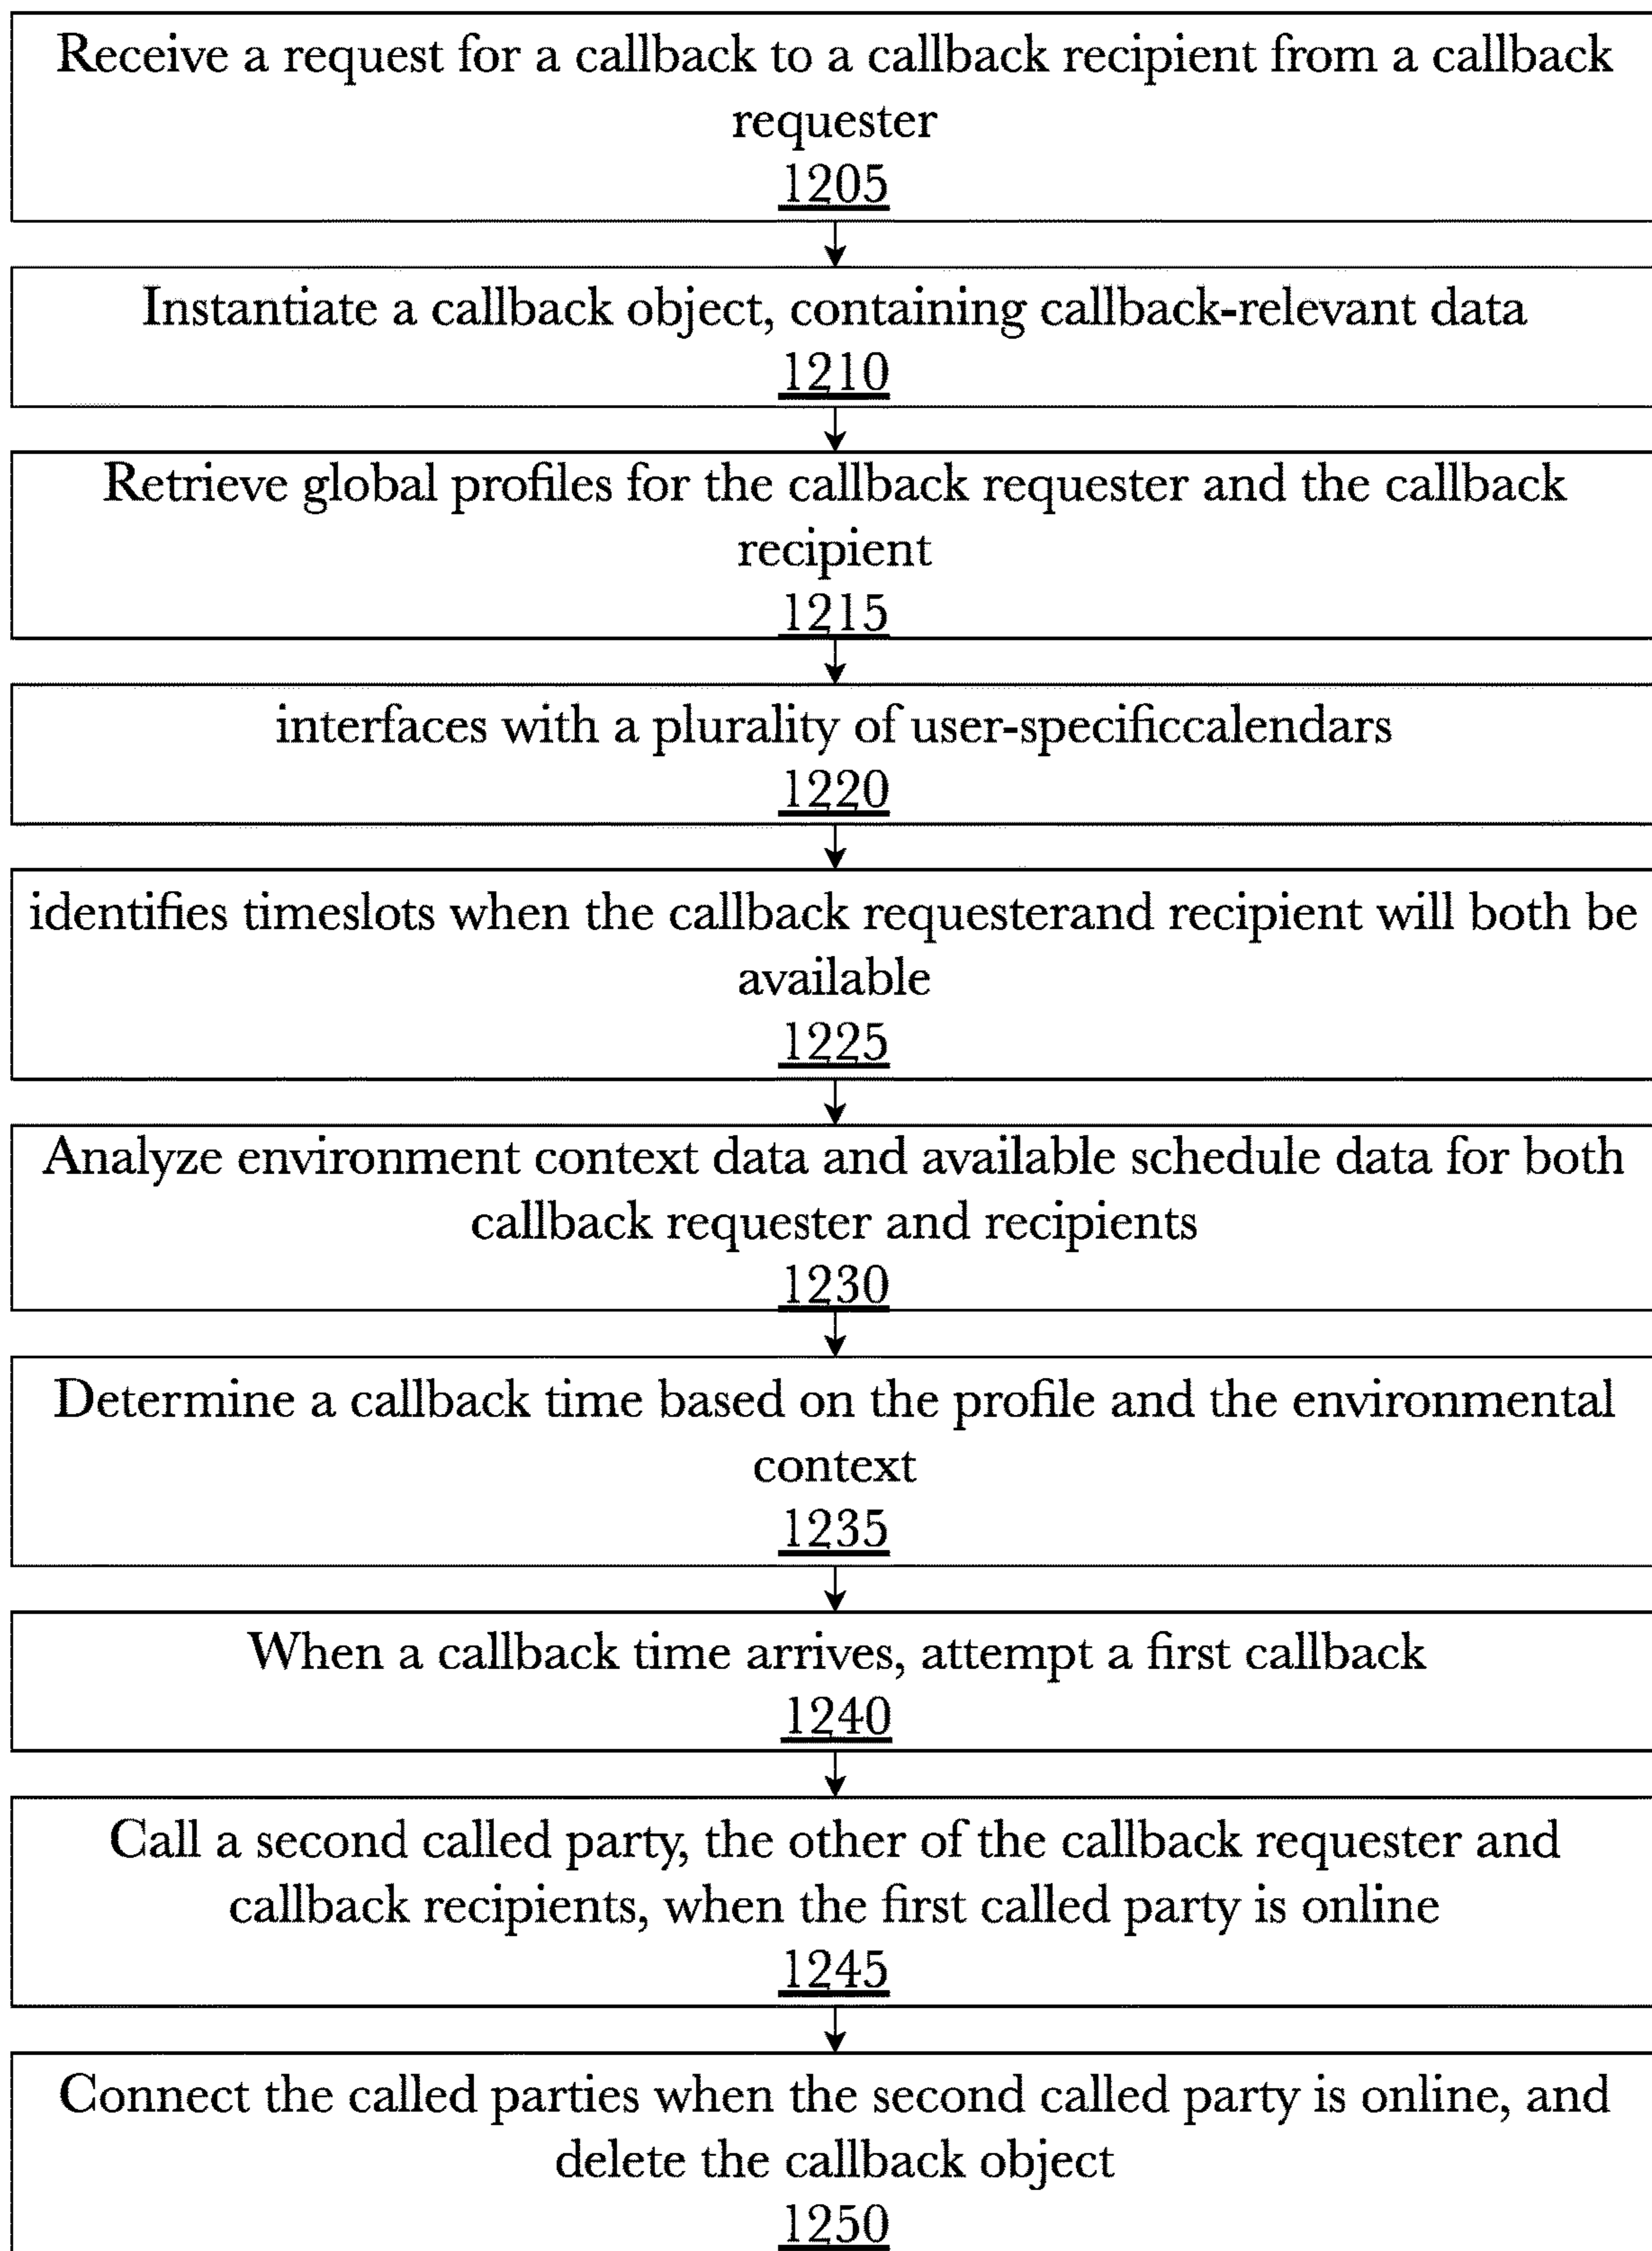 Receive a request for a callback to a callback recipient from a callback
requester
1205
Instantiate a callback object, containing callback-relevant data
1210
Retrieve global profiles for the callback requester and the callback
recipient
1215
interfaces with a plurality of user-specificcalendars
1220
identifies timeslots when the callback requesterand recipient will both be
available
1225
Analyze environment context data and available schedule data for both
callback requester and recipients
1230
Determine a callback time based on the profile and the environmental
context
1235
When a callback time arrives, attempt a first callback
1240
Call a second called party, the other of the callback requester and
callback recipients, when the first called party is online
1245
Connect the called parties when the second called party is online, and
delete the callback object
1250